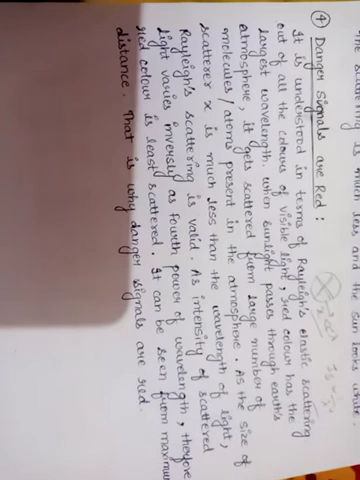 the scattering is much less and the sun looks white.
④ Danger signals are Red :
It is understood in terms of Rayleigh's elastic scattering
out of all the colours of visible light, red colour has the
largest wavelength. when sunlight passes through earth's
atmosphere, it gets scattered from large number of
molecules / atoms present in the atmosphere. As the size of
scatterer x is much less than the wavelength of light,
Rayleigh's scattering is valid. As intensity of scattered
light varies inversly as fourth power of wavelength, therefore
red colour is least scattered. It can be seen from maximum
distance. That is why danger signals are red.